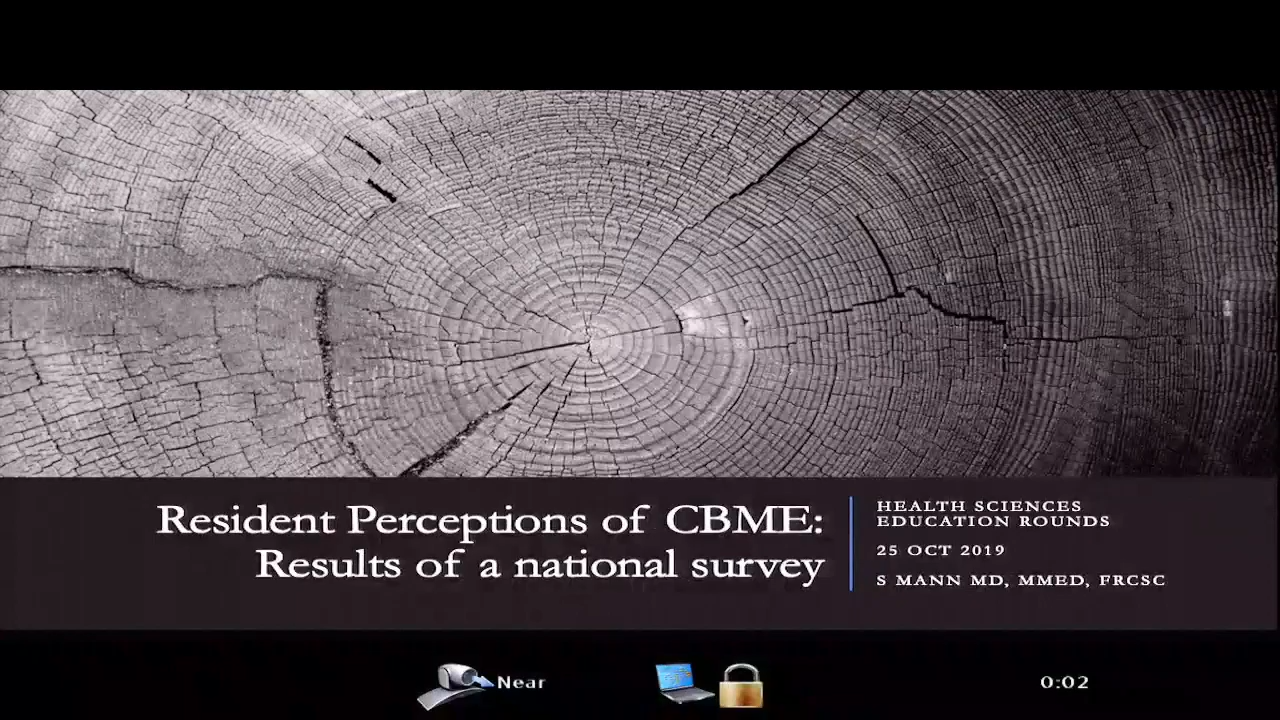 Resident Perceptions of CBME:
Results of a national survey
HEALTH SCIENCES
EDUCATION ROUNDS
25 OCT 2019
S MANN MD, MMED, FRCSC
Near
0:02